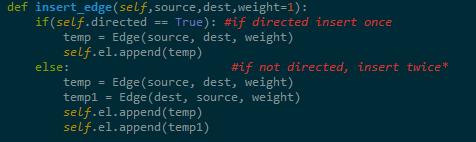 def insert_edge(self,source,dest,weight=1):
    if(self.directed == True): #if directed insert once
        temp = Edge(source, dest, weight)
        self.el.append(temp)
    else:                      #if not directed, insert twice*
        temp = Edge(source, dest, weight)
        temp1 = Edge(dest, source, weight)
        self.el.append(temp)
        self.el.append(temp1)